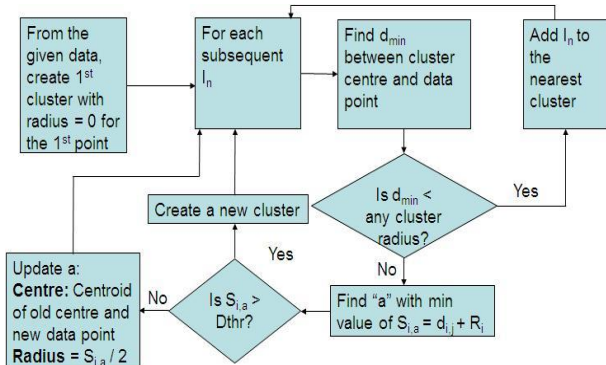 From the
given data,
create 1st
cluster with
radius = 0 for
the 1st point
For each
subsequent
In
Find dmin
between cluster
centre and data
point
Add In to
the
nearest
cluster
Is dmin <
any cluster
radius?
Yes
No
Create a new cluster
Yes
Find “a” with min
value of Si,a = di,j + Ri
Is Si,a >
Dthr?
No
Update a:
Centre: Centroid
of old centre and
new data point
Radius = Si,a / 2